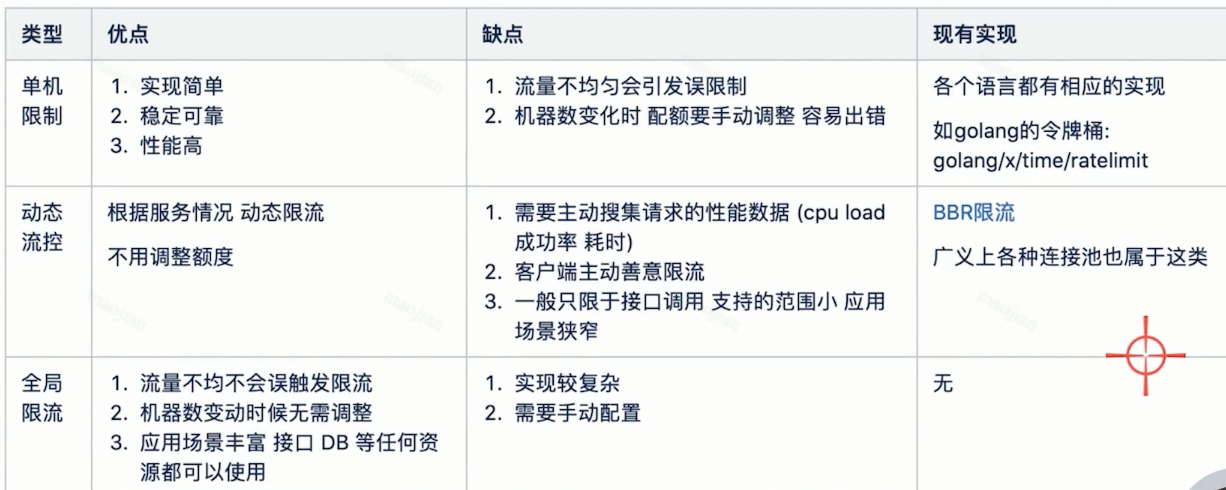 类型 优点 缺点 现有实现
单机 1. 实现简单 1. 流量不均匀会引发误限制 各个语言都有相应的实现
限制 2. 稳定可靠 2. 机器数变化时 配额要手动调整 容易出错 如golang的令牌桶:
3. 性能高 golang/x/time/ratelimit
动态 根据服务情况 动态限流 1. 需要主动搜集请求的性能数据 (cpu load BBR限流
流控 不用调整额度 成功率 耗时) 广义上各种连接池也属于这类
2. 客户端主动善意限流
3. 一般只限于接口调用 支持的范围小 应用
场景狭窄
全局 1. 流量不均不会误触发限流 1. 实现较复杂 无
限流 2. 机器数变动时候无需调整 2. 需要手动配置
3. 应用场景丰富 接口 DB 等任何资
源都可以使用
maojian